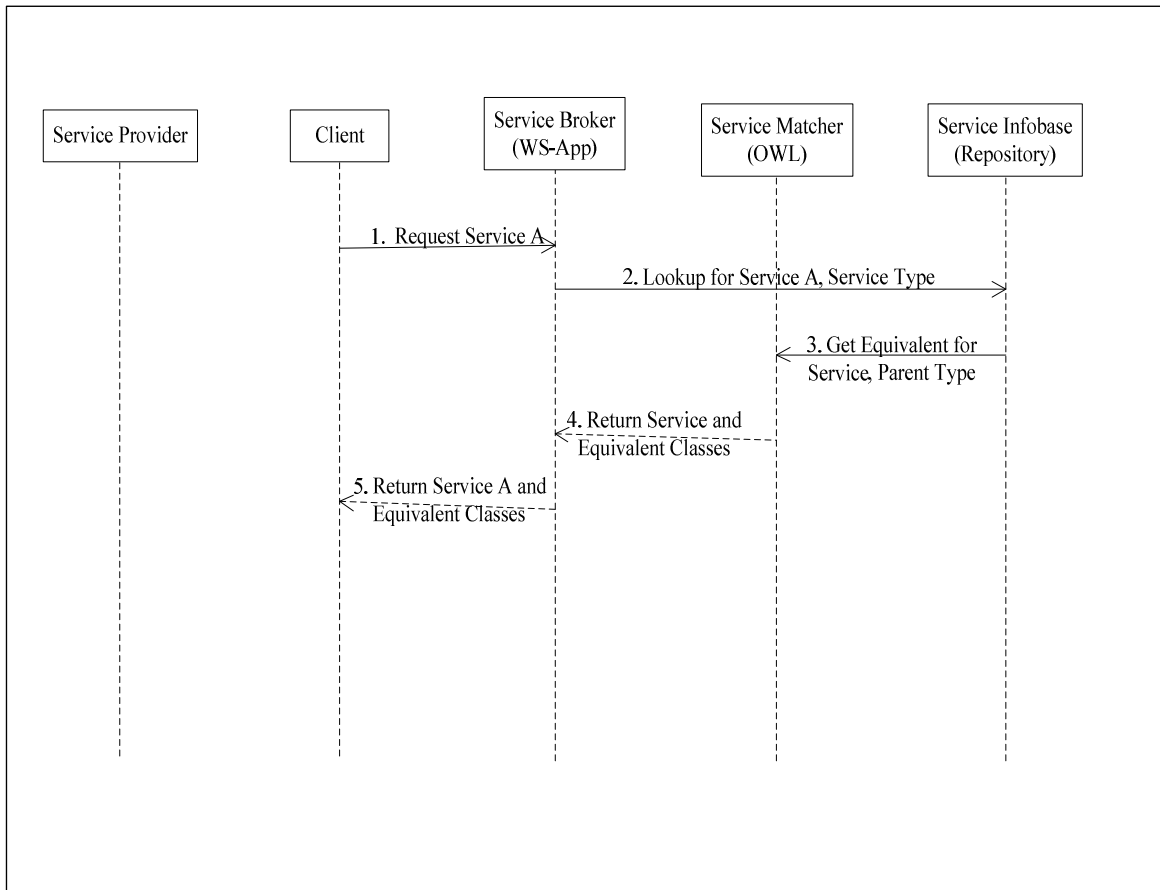 Service Provider
Client
Service Broker
(WS-App)
Service Matcher
(OWL)
Service Infobase
(Repository)
1. Request Service A
2. Lookup for Service A, Service Type
3. Get Equivalent for
Service, Parent Type
4. Return Service and
Equivalent Classes
5. Return Service A and
Equivalent Classes